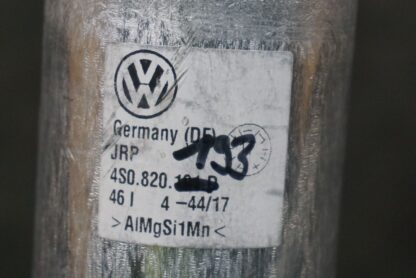 VW
Germany (DE)
JRP 193
4S0.820.
46 I 4 -44/17
>AlMgSi1Mn<